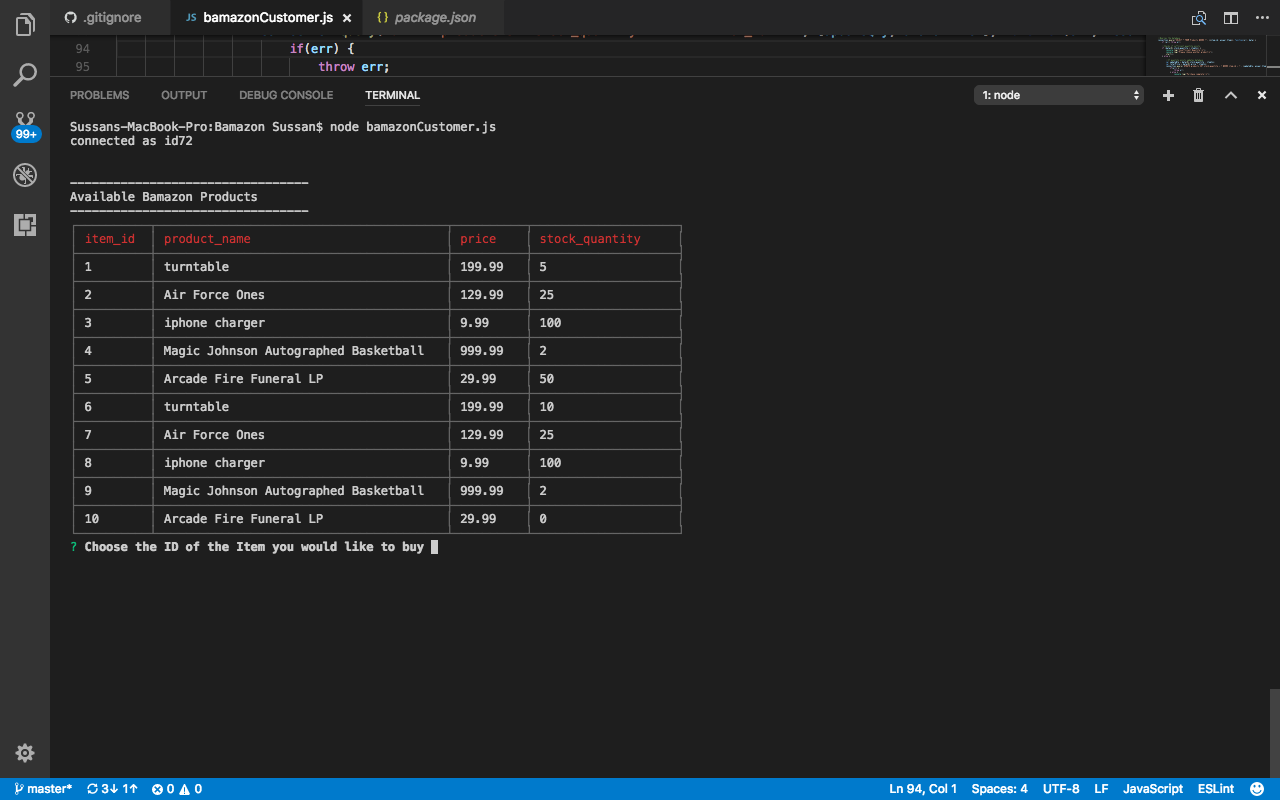 .gitignore
JS bamazonCustomer.js ×
{} package.json
94 if(err) {
95 throw err;
PROBLEMS OUTPUT DEBUG CONSOLE TERMINAL
1: node
99+
Sussans-MacBook-Pro:Bamazon Sussan$ node bamazonCustomer.js
connected as id72
---------------------------------
Available Bamazon Products
---------------------------------
item_id product_name price stock_quantity
1 turntable 199.99 5
2 Air Force Ones 129.99 25
3 iphone charger 9.99 100
4 Magic Johnson Autographed Basketball 999.99 2
5 Arcade Fire Funeral LP 29.99 50
6 turntable 199.99 10
7 Air Force Ones 129.99 25
8 iphone charger 9.99 100
9 Magic Johnson Autographed Basketball 999.99 2
10 Arcade Fire Funeral LP 29.99 0
? Choose the ID of the Item you would like to buy
master* 3↓ 1↑ 0 0 Ln 94, Col 1 Spaces: 4 UTF-8 LF JavaScript ESLint